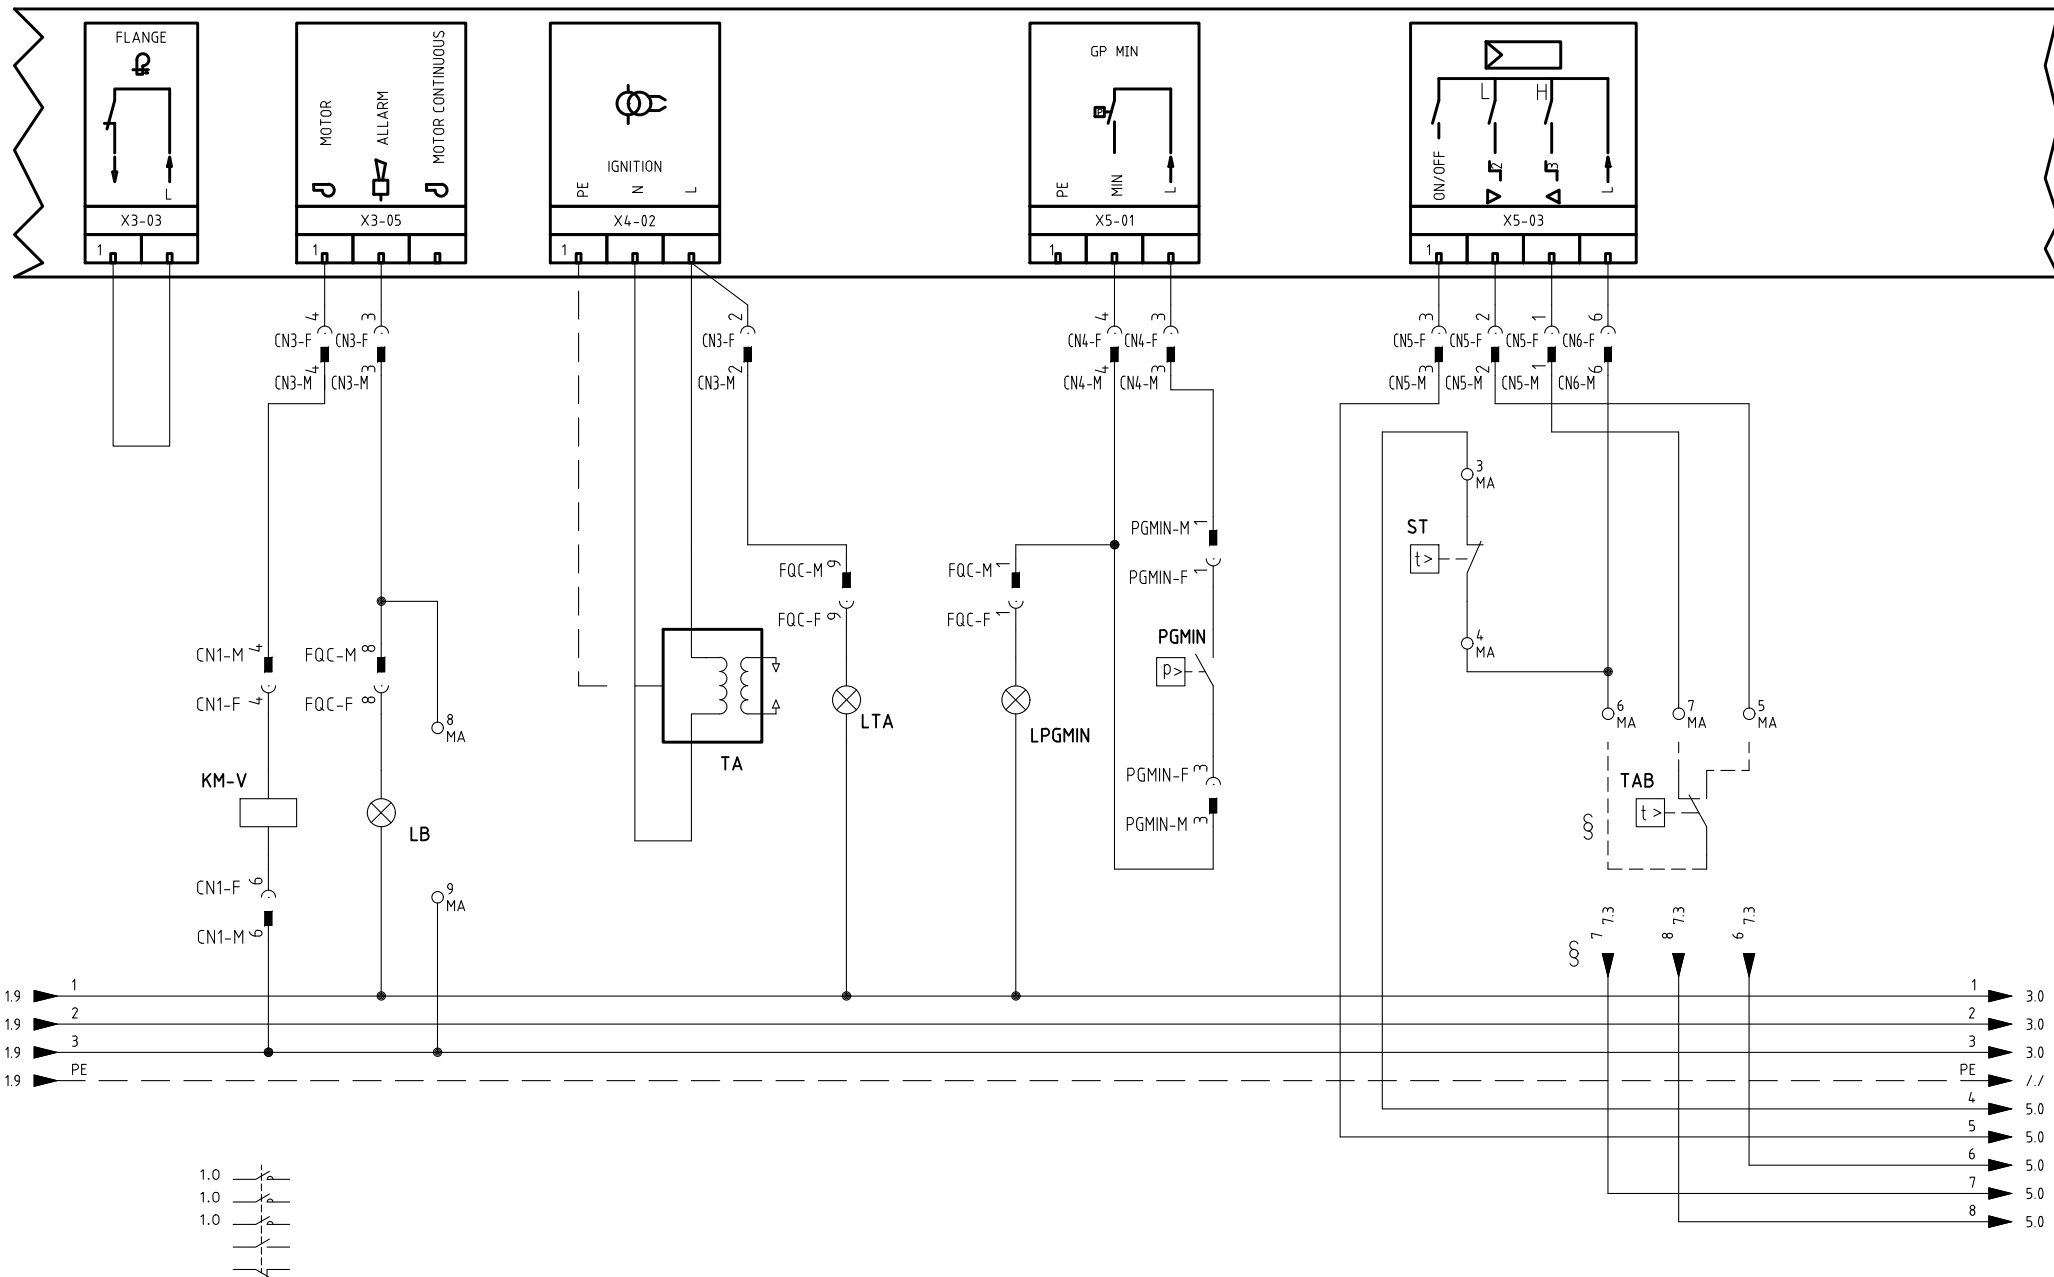 FLANGE
L
X3-03
1
MOTOR
ALLARM
MOTOR CONTINUOUS
X3-05
1
IGNITION
PE
N
L
X4-02
1
GP MIN
PE
MIN
L
X5-01
1
L
H
ON/OFF
2
3
L
X5-03
1
4
3
2
4
3
3
2
1
6
CN3-F
CN3-F
CN3-F
CN4-F
CN4-F
CN5-F
CN5-F
CN5-F
CN6-F
CN3-M 4
CN3-M 3
CN3-M 2
CN4-M 4
CN4-M 3
CN5-M 3
CN5-M 2
CN5-M 1
CN6-M 6
3
MA
ST
t>
4
MA
PGMIN-M 1
PGMIN-F 1
PGMIN
p>
PGMIN-F 3
PGMIN-M 3
FQC-M 9
FQC-F 9
LTA
FQC-M 1
FQC-F 1
LPGMIN
TA
CN1-M 4
CN1-F 4
KM-V
CN1-F 6
CN1-M 6
FQC-M 8
FQC-F 8
LB
8
MA
9
MA
6
MA
7
MA
5
MA
TAB
t>
§
§
7 7.3
8 7.3
6 7.3
1.9 1 1 3.0
1.9 2 2 3.0
1.9 3 3 3.0
1.9 PE PE /./
4 5.0
5 5.0
6 5.0
7 5.0
8 5.0
1.0
1.0
1.0